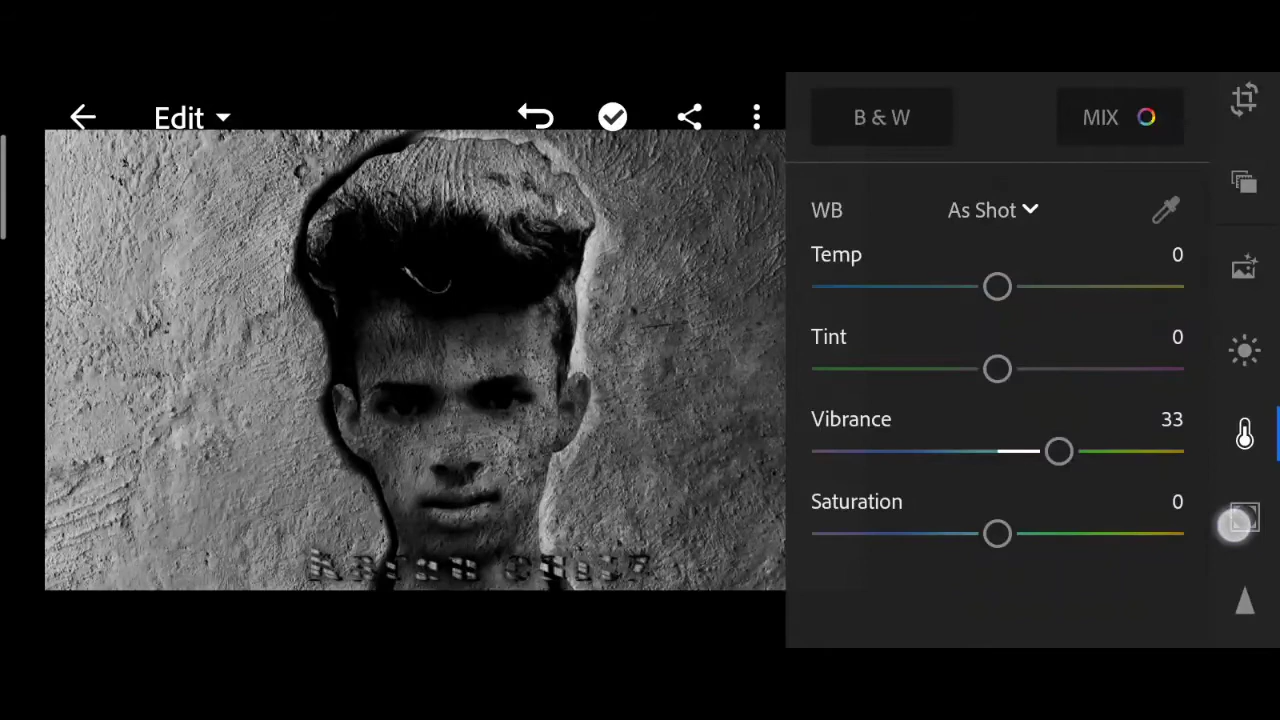 Edit
B & W
MIX
WB
As Shot
Temp
0
Tint
0
Vibrance
33
Saturation
0